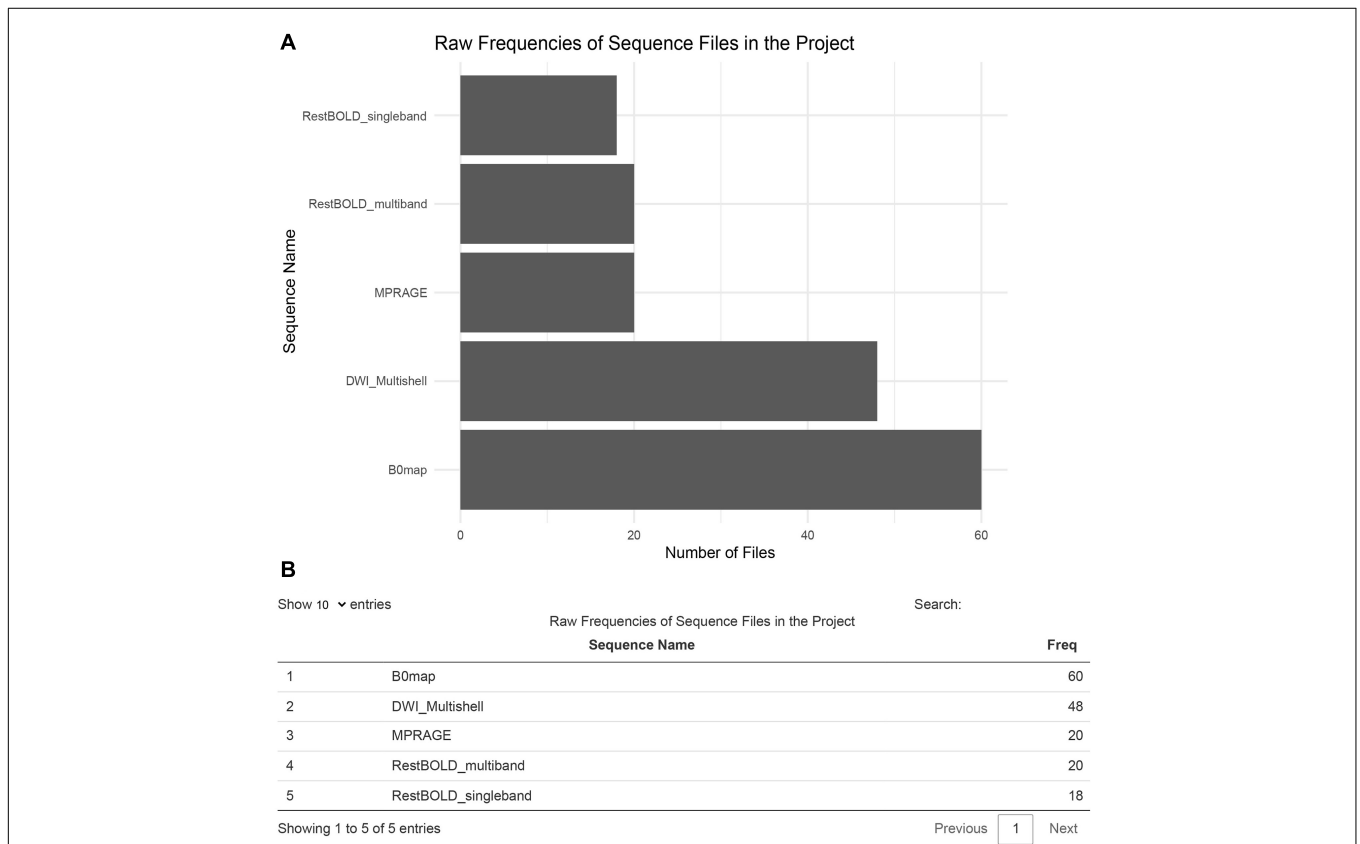 A
Raw Frequencies of Sequence Files in the Project
RestBOLD_singleband
RestBOLD_multiband
MPRAGE
DWI_Multishell
B0map
Sequence Name
0 20 40 60
Number of Files
B
Show 10 entries Search:
Raw Frequencies of Sequence Files in the Project
Sequence Name Freq
1 B0map 60
2 DWI_Multishell 48
3 MPRAGE 20
4 RestBOLD_multiband 20
5 RestBOLD_singleband 18
Showing 1 to 5 of 5 entries Previous 1 Next